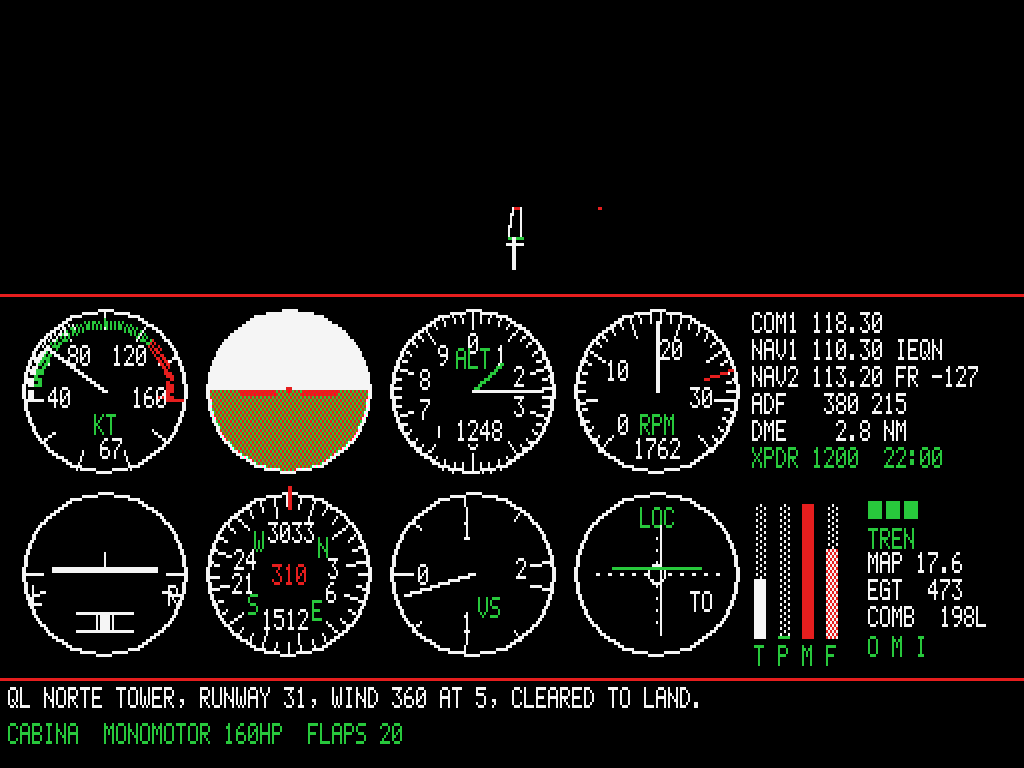 80 120
40 160
KT
67
0
9 ALT 1
8 2
7 3
1248
20
10
30
0 RPM
1762
COM1 118.30
NAV1 110.30 IEQN
NAV2 113.20 FR -127
ADF 380 215
DME 2.8 NM
XPDR 1200 22:00
L R
3033
W N
24 3
21 310 6
S E
1512
1
0 2
VS
1
LOC
TO
T P M F
TREN
MAP 17.6
EGT 473
COMB 198L
O M I
QL NORTE TOWER, RUNWAY 31, WIND 360 AT 5, CLEARED TO LAND.
CABINA MONOMOTOR 160HP FLAPS 20